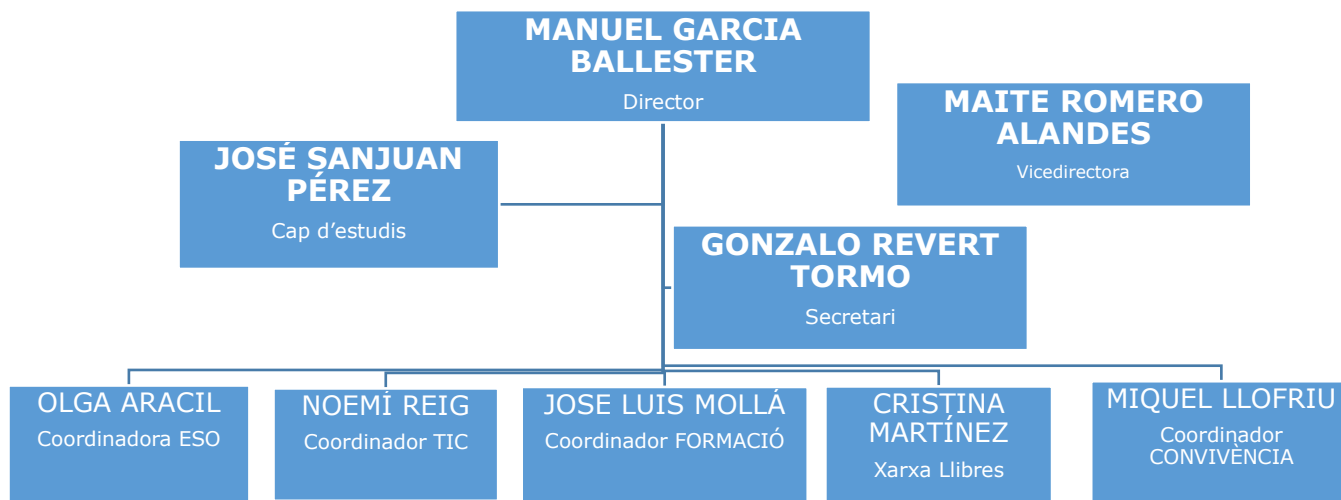 MANUEL GARCIA
BALLESTER
Director
MAITE ROMERO
ALANDES
Vicedirectora
JOSÉ SANJUAN
PÉREZ
Cap d’estudis
GONZALO REVERT
TORMO
Secretari
OLGA ARACIL
Coordinadora ESO
NOEMÍ REIG
Coordinador TIC
JOSE LUIS MOLLÁ
Coordinador FORMACIÓ
CRISTINA
MARTÍNEZ
Xarxa Llibres
MIQUEL LLOFRIU
Coordinador
CONVIVÈNCIA